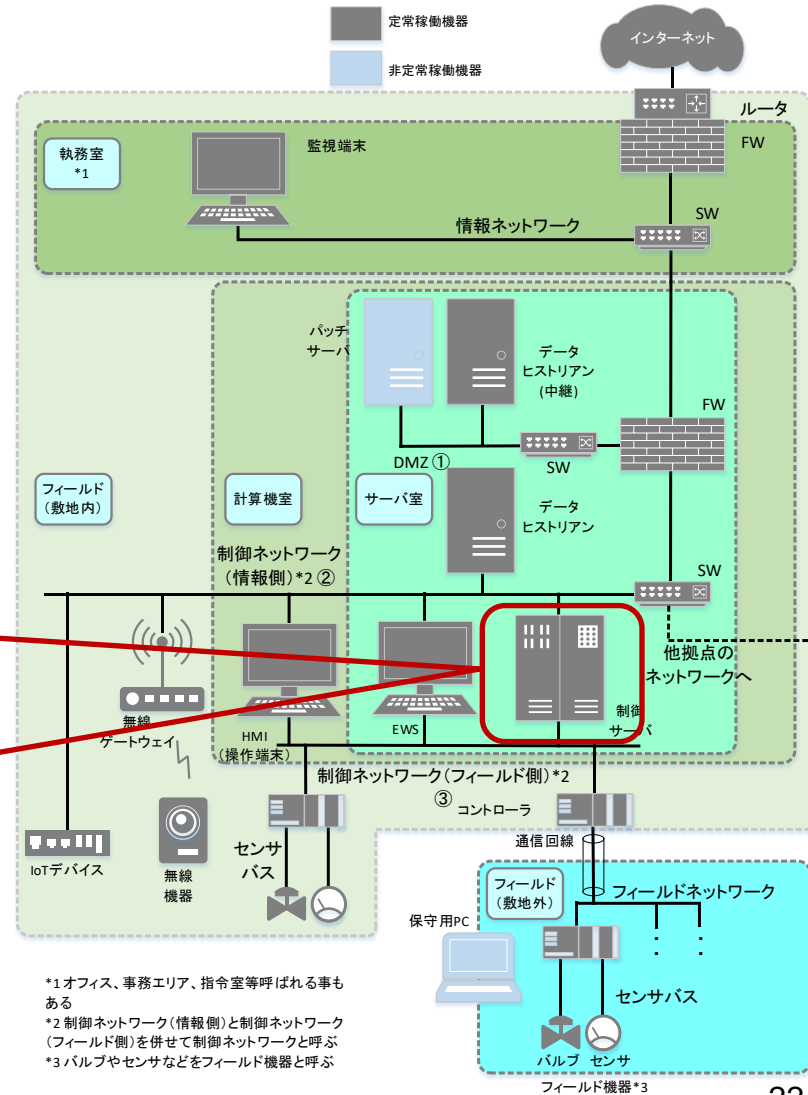 定常稼働機器
非定常稼働機器
インターネット
ルータ
FW
執務室
*1
監視端末
SW
情報ネットワーク
パッチ
サーバ
データ
ヒストリアン
(中継)
FW
DMZ ①
SW
フィールド
(敷地内)
計算機室
サーバ室
データ
ヒストリアン
制御ネットワーク
(情報側)*2 ②
SW
他拠点の
ネットワークへ
無線
ゲートウェイ
HMI
(操作端末)
EWS
制御
サーバ
制御ネットワーク(フィールド側)*2
③
コントローラ
通信回線
IoTデバイス
無線
機器
センサ
バス
フィールド
(敷地外)
フィールドネットワーク
保守用PC
センサバス
バルブ センサ
フィールド機器*3
*1 オフィス、事務エリア、指令室等呼ばれる事も
ある
*2 制御ネットワーク(情報側)と制御ネットワーク
(フィールド側)を併せて制御ネットワークと呼ぶ
*3 バルブやセンサなどをフィールド機器と呼ぶ